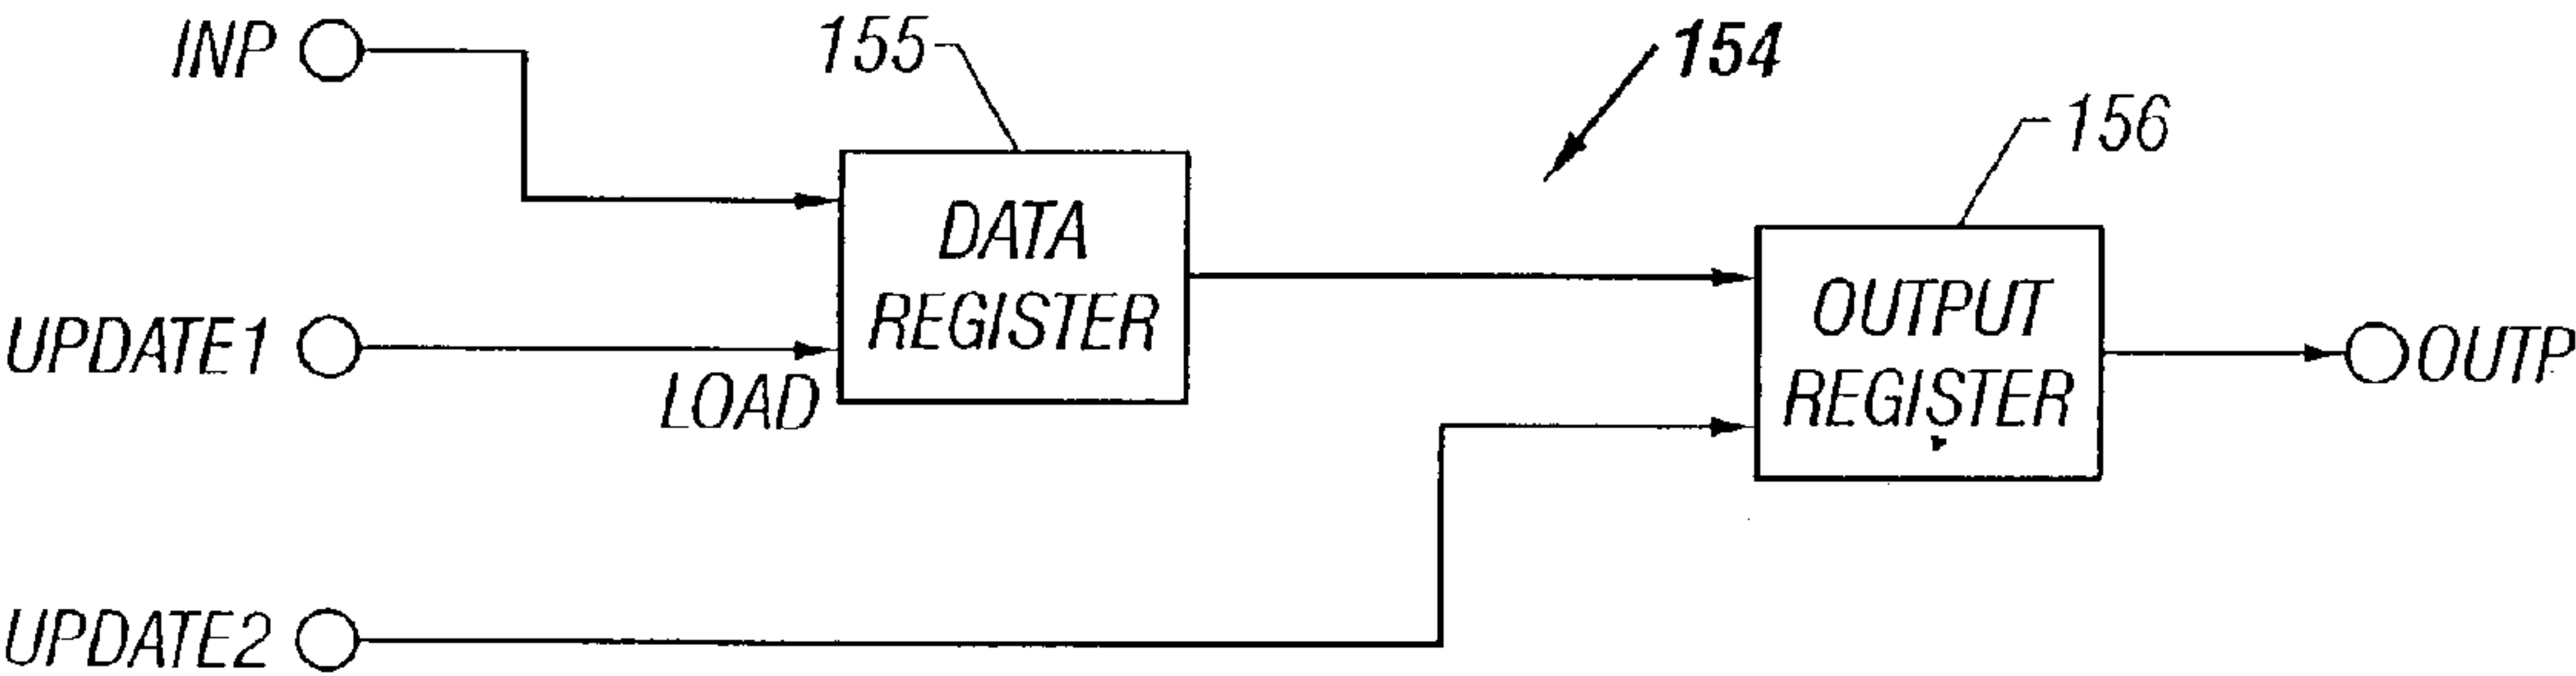 INP
155
154
156
DATA
REGISTER
OUTPUT
REGISTER
UPDATE1
LOAD
OUTP
UPDATE2